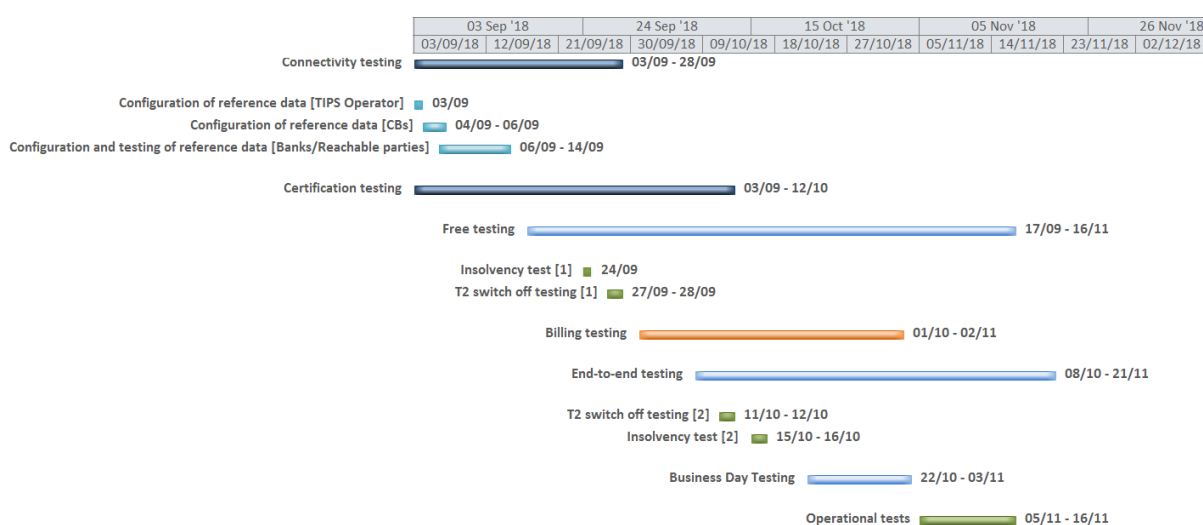 03 Sep '18 24 Sep '18 15 Oct '18 05 Nov '18 26 Nov '18
03/09/18 12/09/18 21/09/18 30/09/18 09/10/18 18/10/18 27/10/18 05/11/18 14/11/18 23/11/18 02/12/18
Connectivity testing 03/09 - 28/09
Configuration of reference data [TIPS Operator] 03/09
Configuration of reference data [CBs] 04/09 - 06/09
Configuration and testing of reference data [Banks/Reachable parties] 06/09 - 14/09
Certification testing 03/09 - 12/10
Free testing 17/09 - 16/11
Insolvency test [1] 24/09
T2 switch off testing [1] 27/09 - 28/09
Billing testing 01/10 - 02/11
End-to-end testing 08/10 - 21/11
T2 switch off testing [2] 11/10 - 12/10
Insolvency test [2] 15/10 - 16/10
Business Day Testing 22/10 - 03/11
Operational tests 05/11 - 16/11